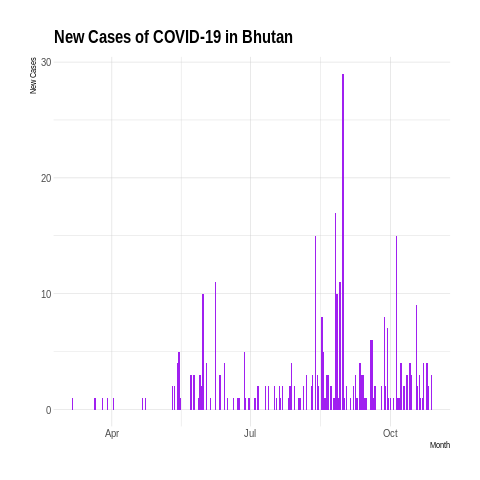 New Cases of COVID-19 in Bhutan
New Cases
30
20
10
0
Apr
Jul
Oct
Month